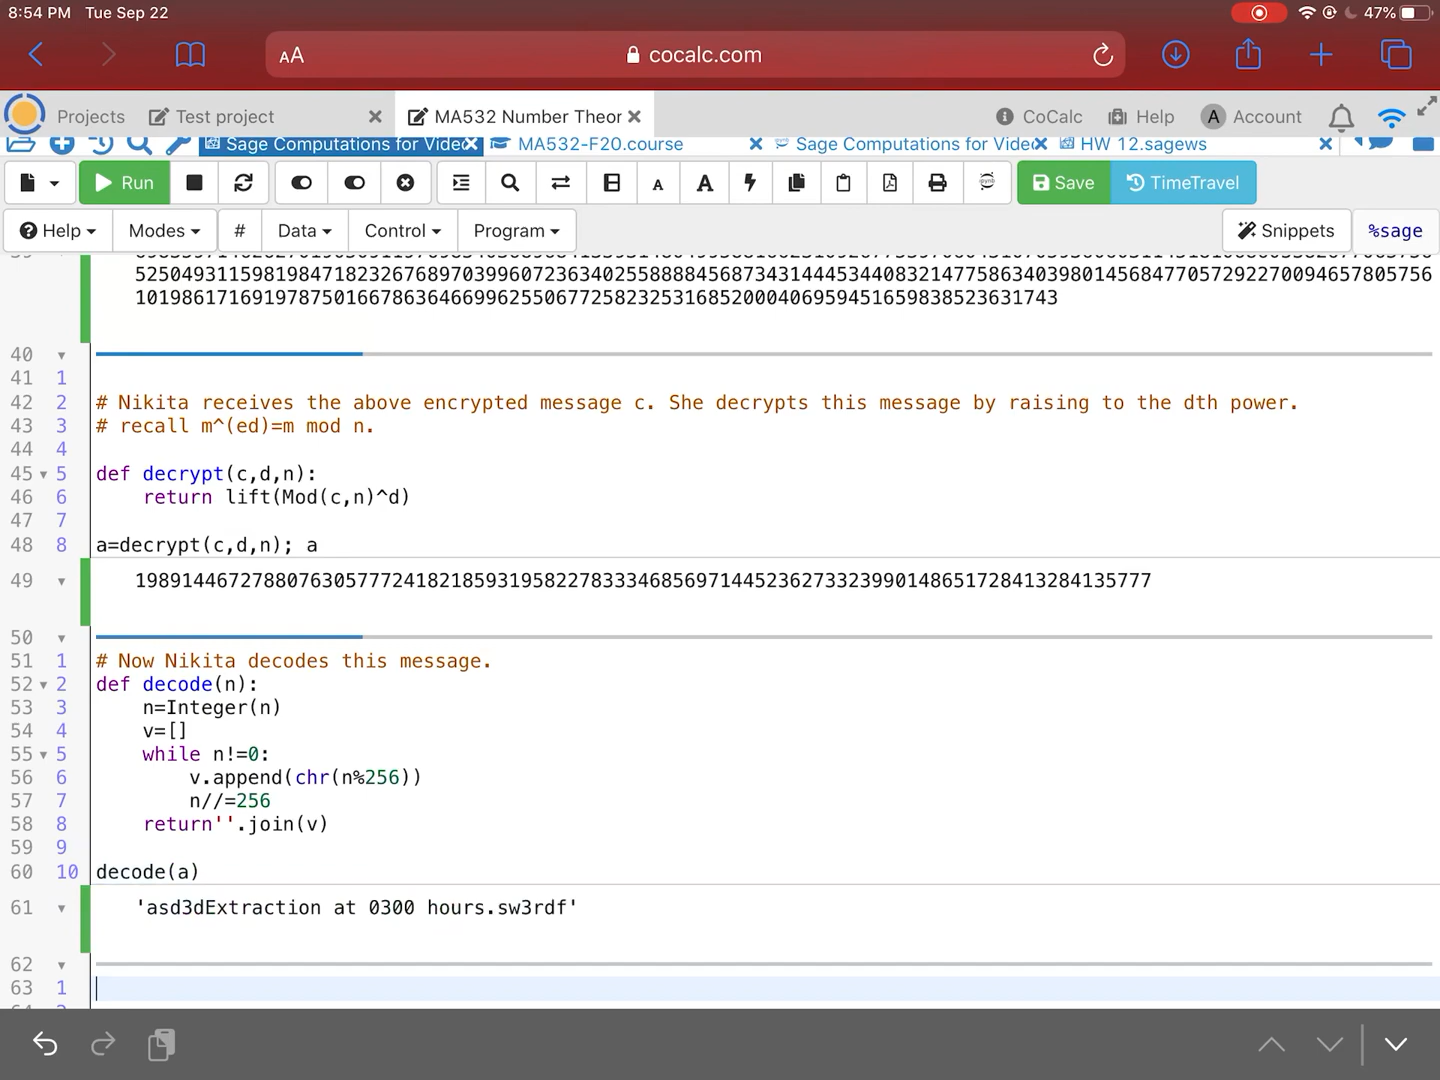 8:54 PM Tue Sep 22
47%
AA cocalc.com
Projects Test project MA532 Number Theor CoCalc Help A Account
Sage Computations for Videc MA532-F20.course Sage Computations for Videc HW 12.sagews
Run A A Save TimeTravel
Help Modes # Data Control Program Snippets %sage
525049311598198471823267689703996072363402558888456873431444534408321477586340398014568477057292270094657805756
1019861716919787501667863646699625506772582325316852000406959451659838523631743
40
41 1
42 2 # Nikita receives the above encrypted message c. She decrypts this message by raising to the dth power.
43 3 # recall m^(ed)=m mod n.
44 4
45 5 def decrypt(c,d,n):
46 6 return lift(Mod(c,n)^d)
47 7
48 8 a=decrypt(c,d,n); a
49 198914467278807630577724182185931958227833346856971445236273323990148651728413284135777
50
51 1 # Now Nikita decodes this message.
52 2 def decode(n):
53 3 n=Integer(n)
54 4 v=[]
55 5 while n!=0:
56 6 v.append(chr(n%256))
57 7 n//=256
58 8 return''.join(v)
59 9
60 10 decode(a)
61 'asd3dExtraction at 0300 hours.sw3rdf'
62
63 1